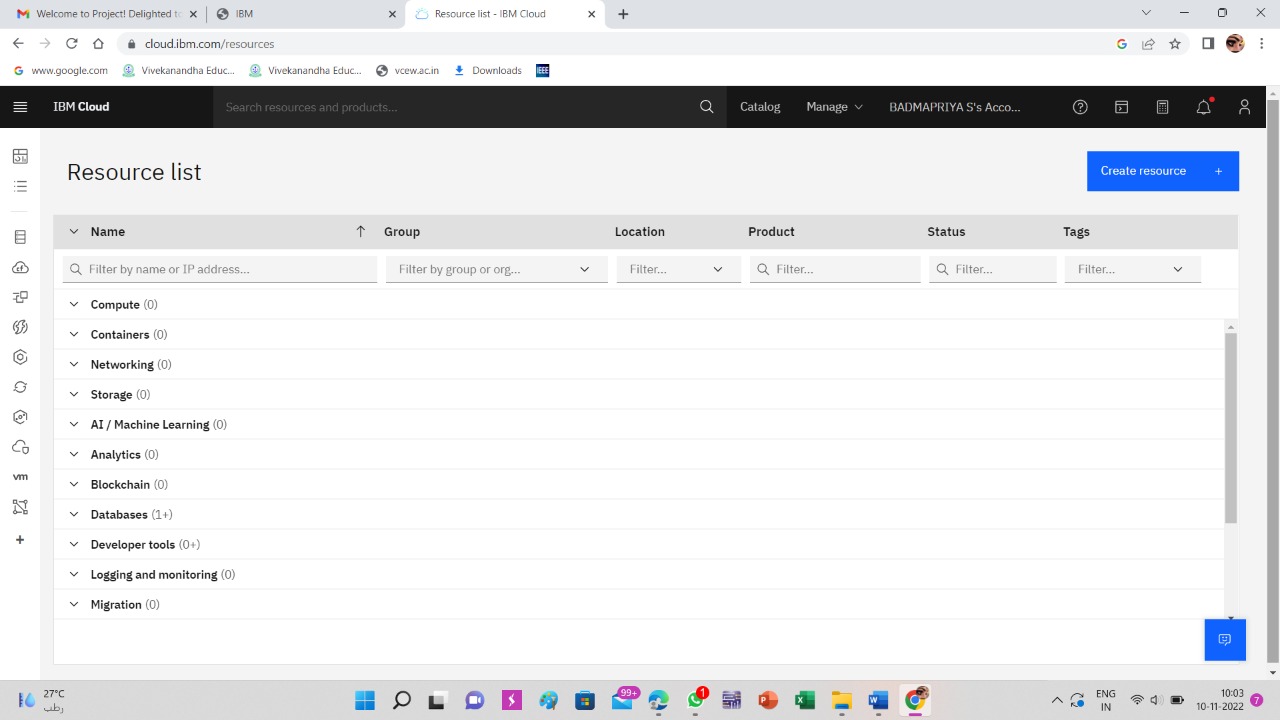 Welcome to Project! Delighted to
IBM
Resource list - IBM Cloud
cloud.ibm.com/resources
www.google.com
Vivekanandha Educ...
Vivekanandha Educ...
vcew.ac.in
Downloads
IEEE
IBM Cloud
Search resources and products...
Catalog
Manage
BADMAPRIYA S's Acco...
Resource list
Create resource +
Name
Group
Location
Product
Status
Tags
Filter by name or IP address...
Filter by group or org...
Filter...
Filter...
Filter...
Filter...
Compute (0)
Containers (0)
Networking (0)
Storage (0)
AI / Machine Learning (0)
Analytics (0)
Blockchain (0)
Databases (1+)
Developer tools (0+)
Logging and monitoring (0)
Migration (0)
vm
27°C
رطب
99+
1
ENG
IN
10:03
10-11-2022
7